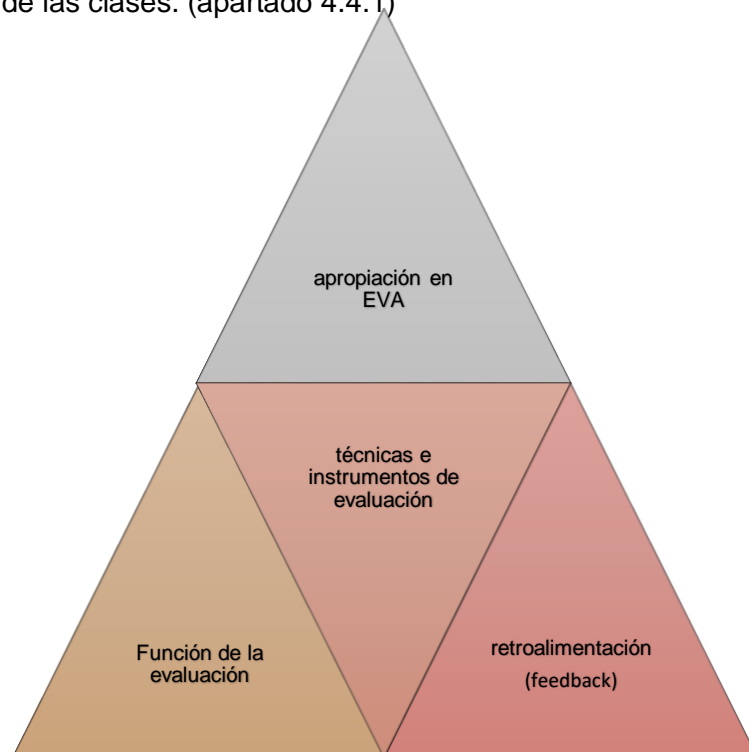 de las clases. (apartado 4.4.1)
apropiación en
EVA
técnicas e
instrumentos de
evaluación
Función de la
evaluación
retroalimentación
(feedback)